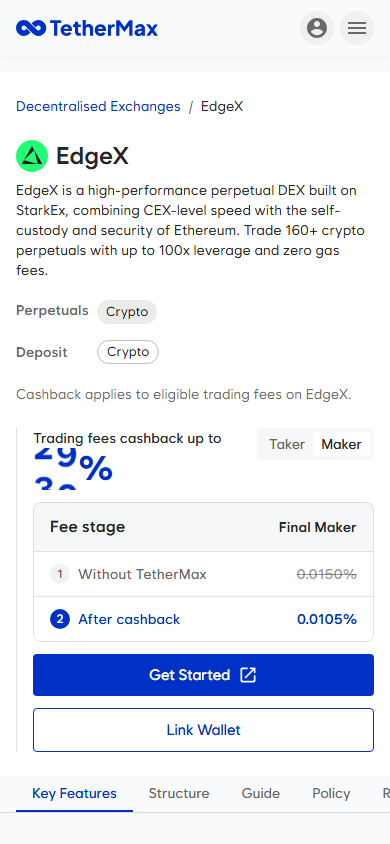 TetherMax
Decentralised Exchanges / EdgeX
EdgeX
EdgeX is a high-performance perpetual DEX built on
StarkEx, combining CEX-level speed with the self-
custody and security of Ethereum. Trade 160+ crypto
perpetuals with up to 100x leverage and zero gas
fees.
Perpetuals Crypto
Deposit Crypto
Cashback applies to eligible trading fees on EdgeX.
Trading fees cashback up to
Taker Maker
%
Fee stage Final Maker
1 Without TetherMax 0.0150%
2 After cashback 0.0105%
Get Started
Link Wallet
Key Features Structure Guide Policy